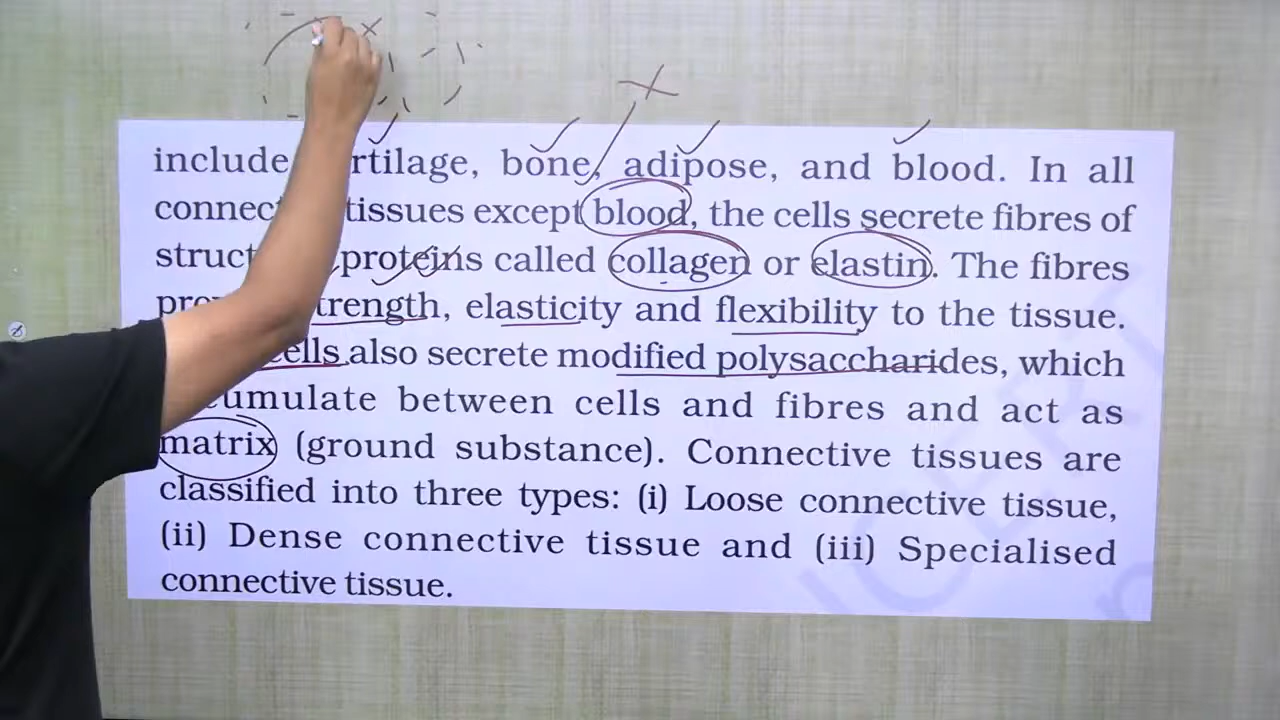 include rtilage, bone, adipose, and blood. In all
connec tissues except blood, the cells secrete fibres of
struct proteins called collagen or elastin. The fibres
pro trength, elasticity and flexibility to the tissue.
cells also secrete modified polysaccharides, which
cumulate between cells and fibres and act as
matrix (ground substance). Connective tissues are
classified into three types: (i) Loose connective tissue,
(ii) Dense connective tissue and (iii) Specialised
connective tissue.